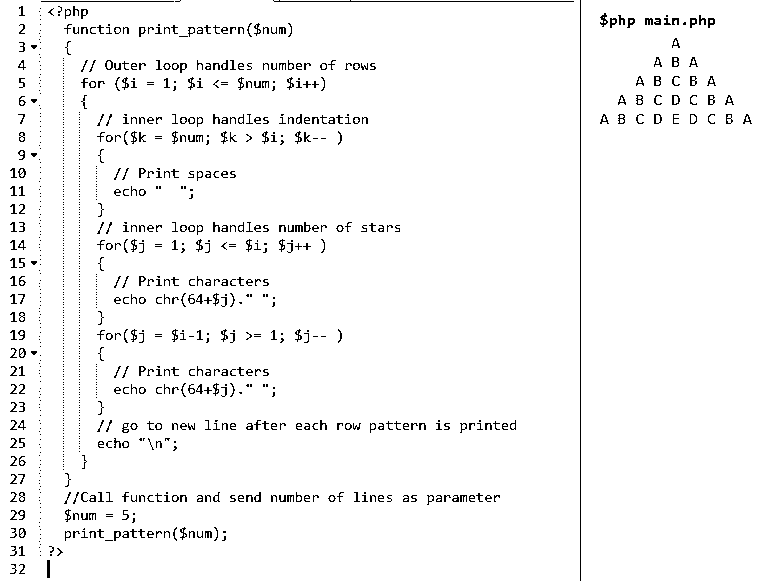 1 <?php
2   function print_pattern($num)
3   {
4     // Outer loop handles number of rows
5     for ($i = 1; $i <= $num; $i++)
6     {
7       // inner loop handles indentation
8       for($k = $num; $k > $i; $k-- )
9       {
10         // Print spaces
11         echo "  ";
12       }
13       // inner loop handles number of stars
14       for($j = 1; $j <= $i; $j++ )
15       {
16         // Print characters
17         echo chr(64+$j)." ";
18       }
19       for($j = $i-1; $j >= 1; $j-- )
20       {
21         // Print characters
22         echo chr(64+$j)." ";
23       }
24       // go to new line after each row pattern is printed
25       echo "\n";
26     }
27   }
28   //Call function and send number of lines as parameter
29   $num = 5;
30   print_pattern($num);
31 ?>
32
$php main.php
        A
      A B A
    A B C B A
  A B C D C B A
A B C D E D C B A